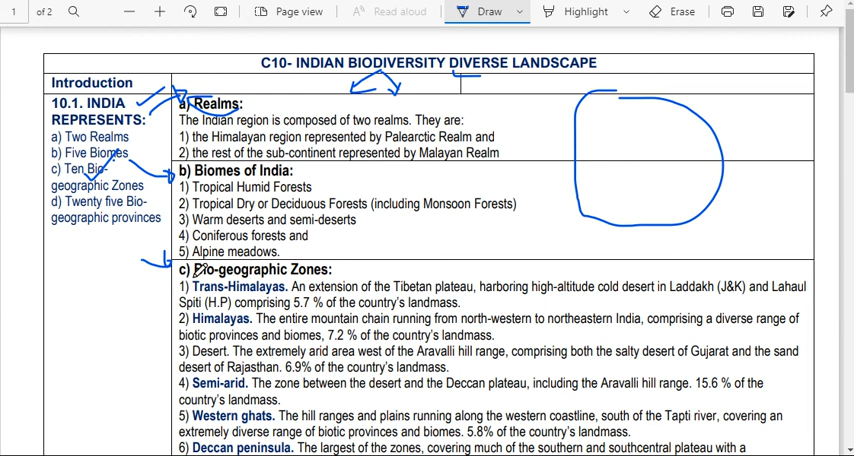 1 of 2 Page view Read aloud Draw Highlight Erase
C10- INDIAN BIODIVERSITY DIVERSE LANDSCAPE
Introduction
10.1. INDIA
REPRESENTS:
a) Two Realms
b) Five Biomes
c) Ten Bio-
geographic Zones
d) Twenty five Bio-
geographic provinces
a) Realms:
The Indian region is composed of two realms. They are:
1) the Himalayan region represented by Palearctic Realm and
2) the rest of the sub-continent represented by Malayan Realm
b) Biomes of India:
1) Tropical Humid Forests
2) Tropical Dry or Deciduous Forests (including Monsoon Forests)
3) Warm deserts and semi-deserts
4) Coniferous forests and
5) Alpine meadows.
c) Bio-geographic Zones:
1) Trans-Himalayas. An extension of the Tibetan plateau, harboring high-altitude cold desert in Laddakh (J&K) and Lahaul
Spiti (H.P) comprising 5.7 % of the country's landmass.
2) Himalayas. The entire mountain chain running from north-western to northeastern India, comprising a diverse range of
biotic provinces and biomes, 7.2 % of the country's landmass.
3) Desert. The extremely arid area west of the Aravalli hill range, comprising both the salty desert of Gujarat and the sand
desert of Rajasthan. 6.9% of the country's landmass.
4) Semi-arid. The zone between the desert and the Deccan plateau, including the Aravalli hill range. 15.6 % of the
country's landmass.
5) Western ghats. The hill ranges and plains running along the western coastline, south of the Tapti river, covering an
extremely diverse range of biotic provinces and biomes. 5.8% of the country's landmass.
6) Deccan peninsula. The largest of the zones, covering much of the southern and southcentral plateau with a